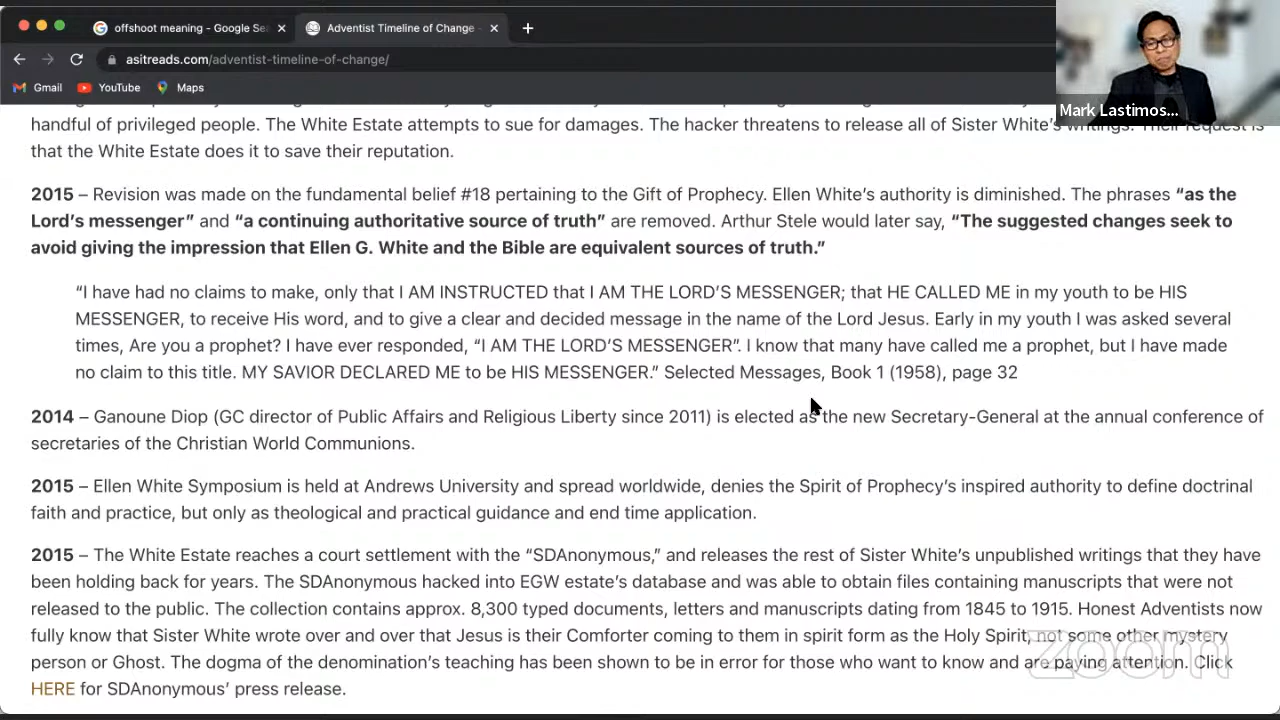 offshoot meaning - Google Se
Adventist Timeline of Change -
asitreads.com/adventist-timeline-of-change/
Gmail YouTube Maps
Mark Lastimos...
handful of privileged people. The White Estate attempts to sue for damages. The hacker threatens to release all of Sister White's writings. Their request is
that the White Estate does it to save their reputation.
2015 – Revision was made on the fundamental belief #18 pertaining to the Gift of Prophecy. Ellen White's authority is diminished. The phrases “as the
Lord's messenger” and “a continuing authoritative source of truth” are removed. Arthur Stele would later say, “The suggested changes seek to
avoid giving the impression that Ellen G. White and the Bible are equivalent sources of truth.”
“I have had no claims to make, only that I AM INSTRUCTED that I AM THE LORD'S MESSENGER; that HE CALLED ME in my youth to be HIS
MESSENGER, to receive His word, and to give a clear and decided message in the name of the Lord Jesus. Early in my youth I was asked several
times, Are you a prophet? I have ever responded, “I AM THE LORD'S MESSENGER”. I know that many have called me a prophet, but I have made
no claim to this title. MY SAVIOR DECLARED ME to be HIS MESSENGER.” Selected Messages, Book 1 (1958), page 32
2014 – Ganoune Diop (GC director of Public Affairs and Religious Liberty since 2011) is elected as the new Secretary-General at the annual conference of
secretaries of the Christian World Communions.
2015 – Ellen White Symposium is held at Andrews University and spread worldwide, denies the Spirit of Prophecy's inspired authority to define doctrinal
faith and practice, but only as theological and practical guidance and end time application.
2015 – The White Estate reaches a court settlement with the “SDAnonymous,” and releases the rest of Sister White's unpublished writings that they have
been holding back for years. The SDAnonymous hacked into EGW estate's database and was able to obtain files containing manuscripts that were not
released to the public. The collection contains approx. 8,300 typed documents, letters and manuscripts dating from 1845 to 1915. Honest Adventists now
fully know that Sister White wrote over and over that Jesus is their Comforter coming to them in spirit form as the Holy Spirit, not some other mystery
person or Ghost. The dogma of the denomination's teaching has been shown to be in error for those who want to know and are paying attention. Click
HERE for SDAnonymous' press release.
zoom